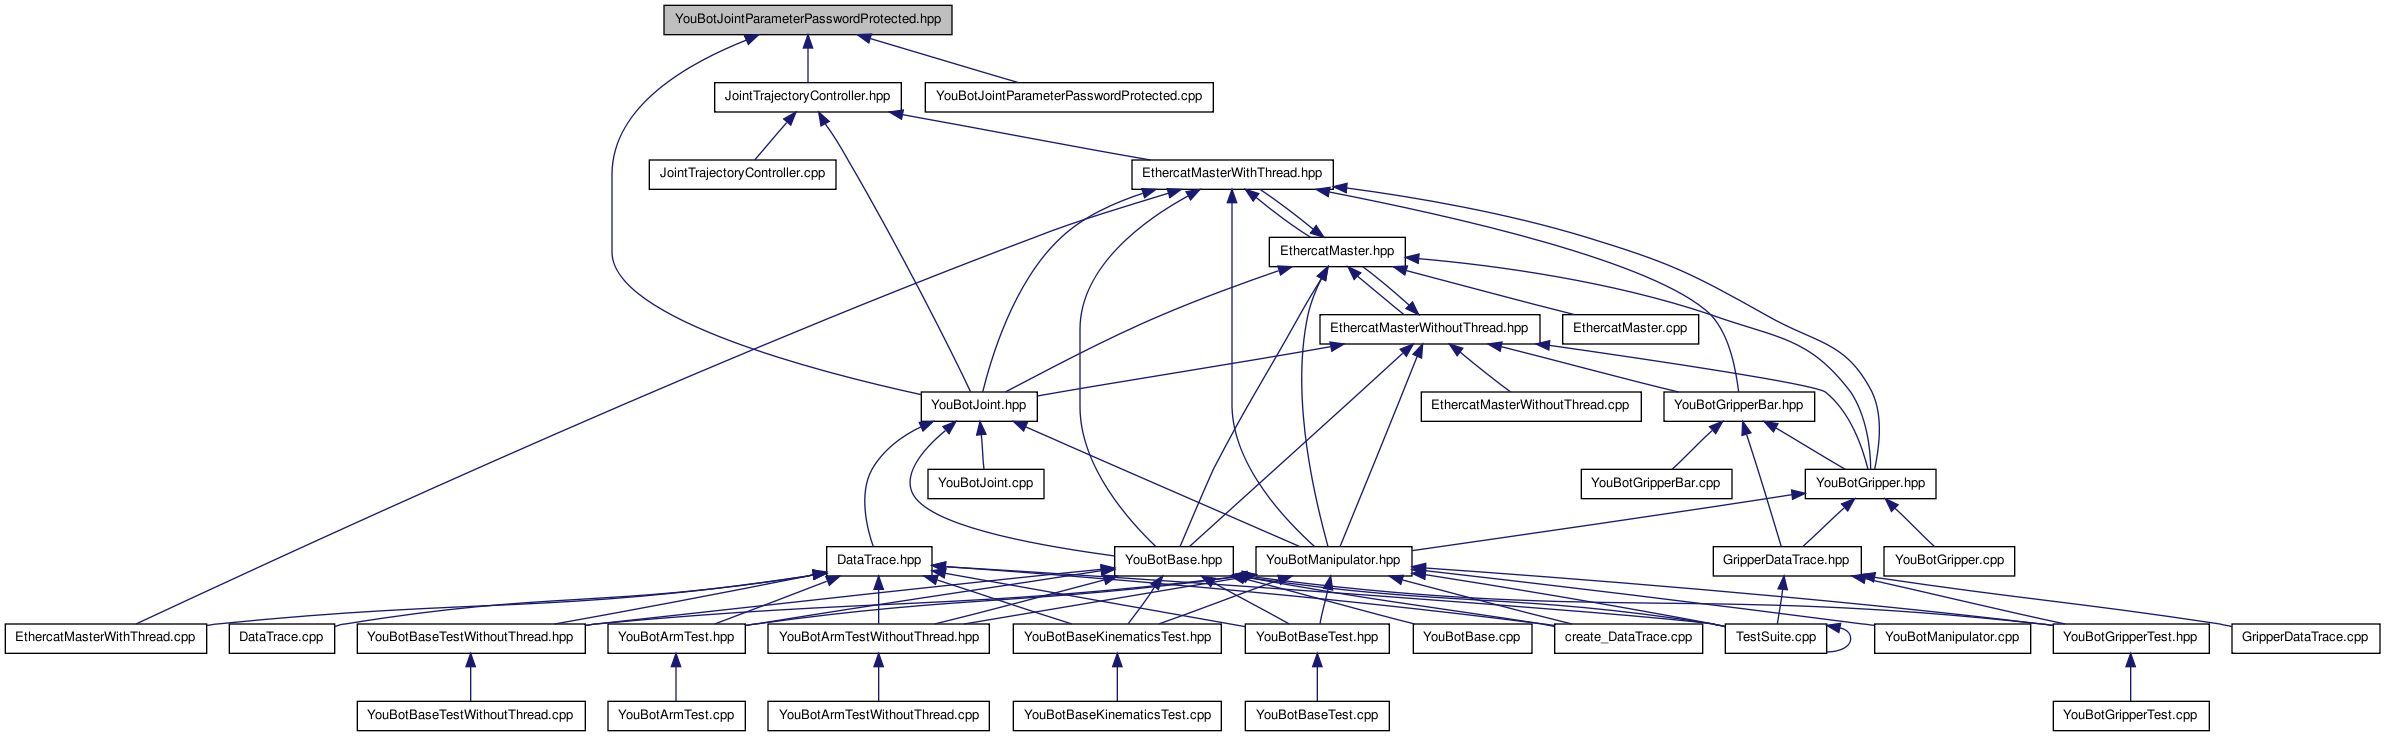 YouBotJointParameterPasswordProtected.hpp
JointTrajectoryController.hpp
YouBotJointParameterPasswordProtected.cpp
JointTrajectoryController.cpp
EthercatMasterWithThread.hpp
EthercatMaster.hpp
EthercatMasterWithoutThread.hpp
EthercatMaster.cpp
YouBotJoint.hpp
EthercatMasterWithoutThread.cpp
YouBotGripperBar.hpp
YouBotJoint.cpp
YouBotGripperBar.cpp
YouBotGripper.hpp
DataTrace.hpp
YouBotBase.hpp
YouBotManipulator.hpp
GripperDataTrace.hpp
YouBotGripper.cpp
EthercatMasterWithThread.cpp
DataTrace.cpp
YouBotBaseTestWithoutThread.hpp
YouBotArmTest.hpp
YouBotArmTestWithoutThread.hpp
YouBotBaseKinematicsTest.hpp
YouBotBaseTest.hpp
YouBotBase.cpp
create_DataTrace.cpp
TestSuite.cpp
YouBotManipulator.cpp
YouBotGripperTest.hpp
GripperDataTrace.cpp
YouBotBaseTestWithoutThread.cpp
YouBotArmTest.cpp
YouBotArmTestWithoutThread.cpp
YouBotBaseKinematicsTest.cpp
YouBotBaseTest.cpp
YouBotGripperTest.cpp